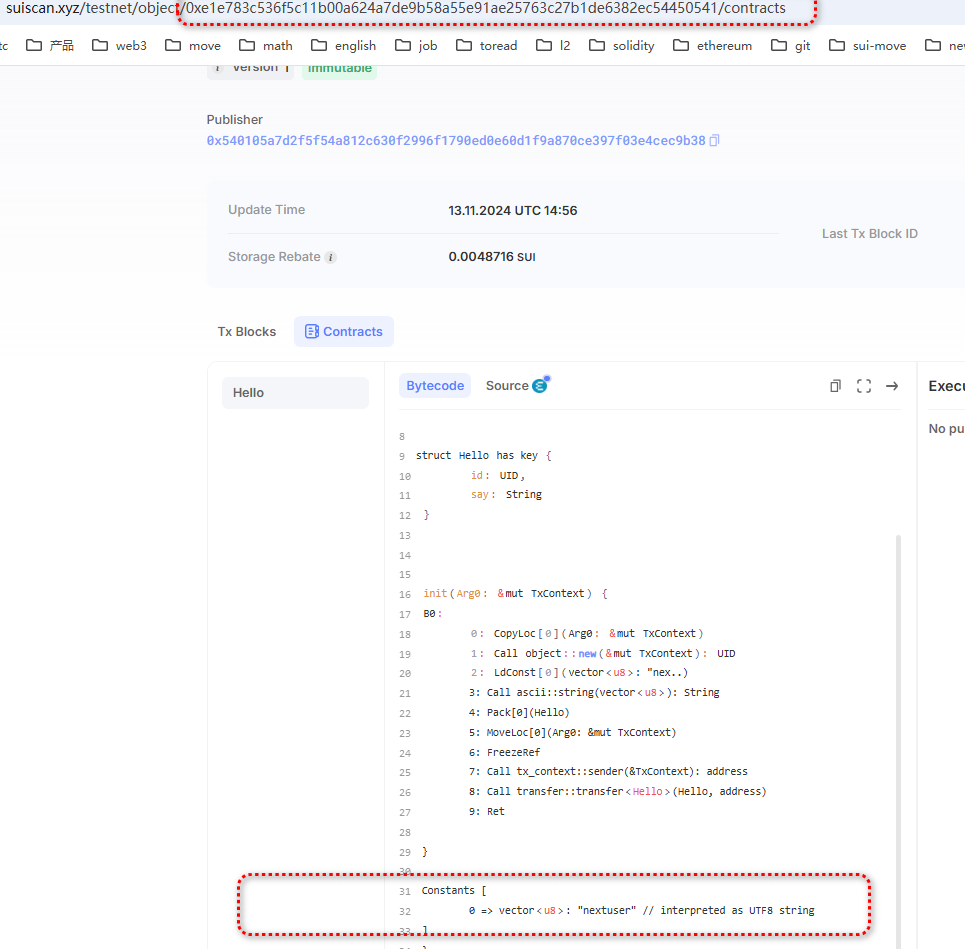 suiscan.xyz/testnet/object/0xe1e783c536f5c11b00a624a7de9b58a55e91ae25763c27b1de6382ec54450541/contracts
tc 产品 web3 move math english job toread l2 solidity ethereum git sui-move nev
i Version 1 Immutable
Publisher
0x540105a7d2f5f54a812c630f2996f1790ed0e60d1f9a870ce397f03e4cec9b38
Update Time 13.11.2024 UTC 14:56
Last Tx Block ID
Storage Rebate i 0.0048716 SUI
Tx Blocks Contracts
Hello
Bytecode Source
Execu
No pu
8
9 struct Hello has key {
10 id: UID,
11 say: String
12 }
13
14
15
16 init(Arg0: &mut TxContext) {
17 B0:
18 0: CopyLoc[0](Arg0: &mut TxContext)
19 1: Call object::new(&mut TxContext): UID
20 2: LdConst[0](vector<u8>: "nex..)
21 3: Call ascii::string(vector<u8>): String
22 4: Pack[0](Hello)
23 5: MoveLoc[0](Arg0: &mut TxContext)
24 6: FreezeRef
25 7: Call tx_context::sender(&TxContext): address
26 8: Call transfer::transfer<Hello>(Hello, address)
27 9: Ret
28
29 }
30
31 Constants [
32 0 => vector<u8>: "nextuser" // interpreted as UTF8 string
33 ]
34 }